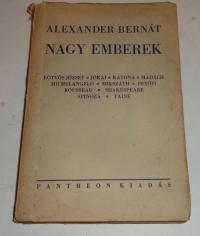 ALEXANDER BERNÁT
NAGY EMBEREK
EÖTVÖS JÓZSEF • JÓKAI • KATONA • MADÁCH
MICHELANGELO • MIKSZÁTH • PETŐFI
ROUSSEAU • SHAKESPEARE
SPINOZA • TAINE
PANTHEON KIADÁS